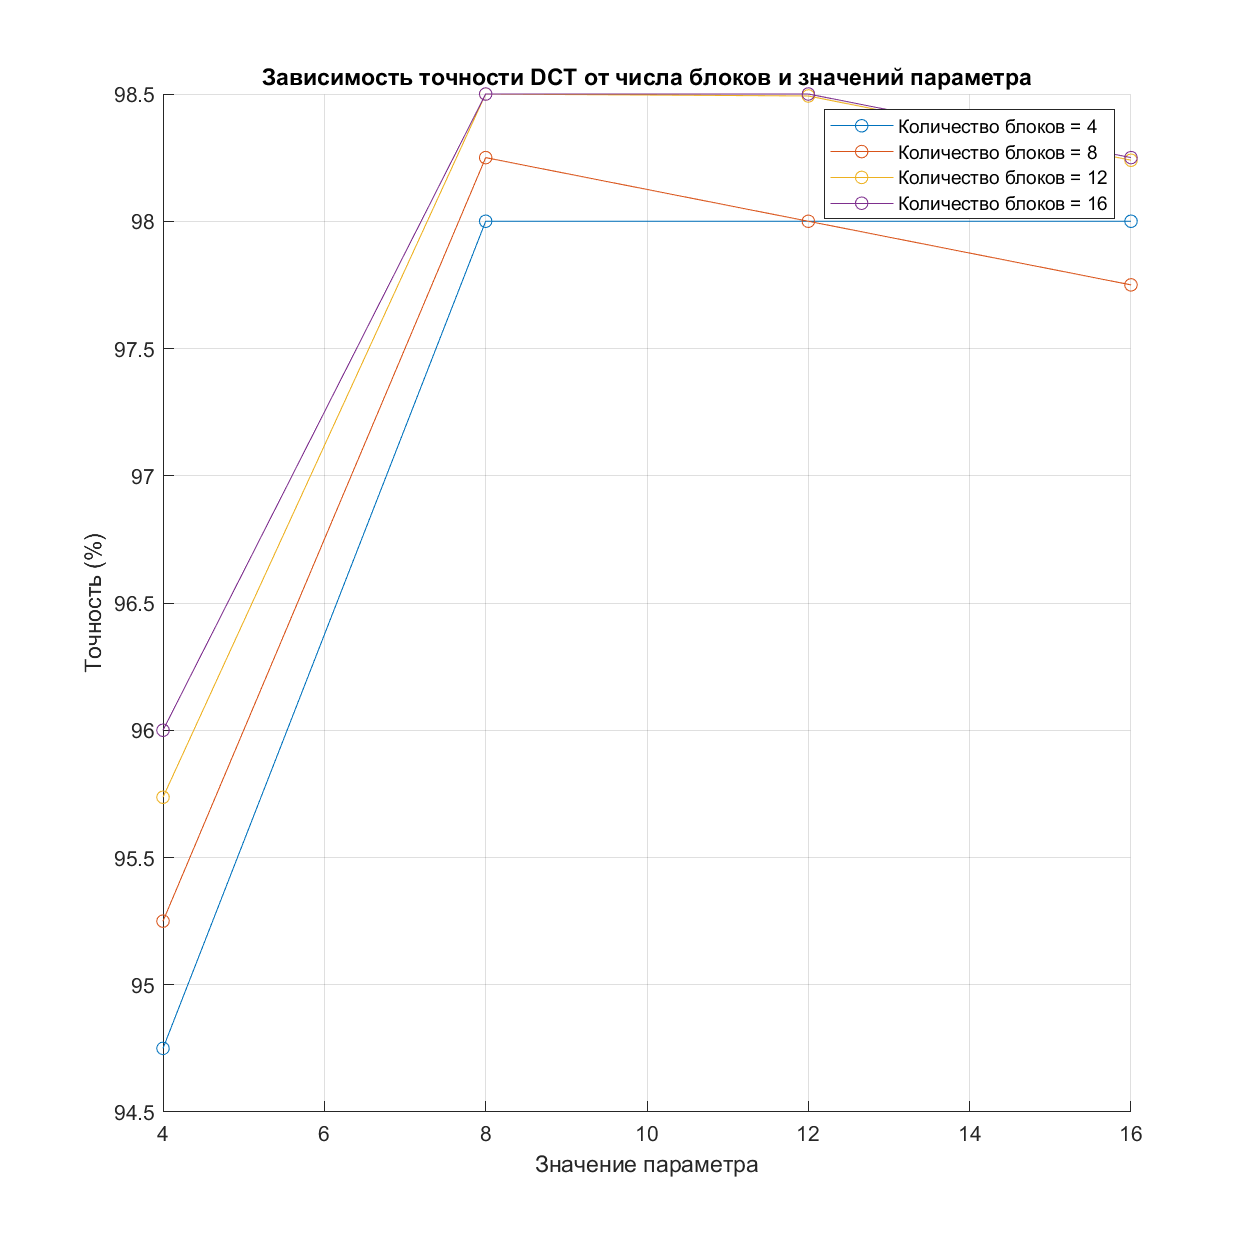 Зависимость точности DCT от числа блоков и значений параметра
98.5
98
97.5
97
96.5
96
95.5
95
94.5
Точность (%)
Количество блоков = 4
Количество блоков = 8
Количество блоков = 12
Количество блоков = 16
4 6 8 10 12 14 16
Значение параметра